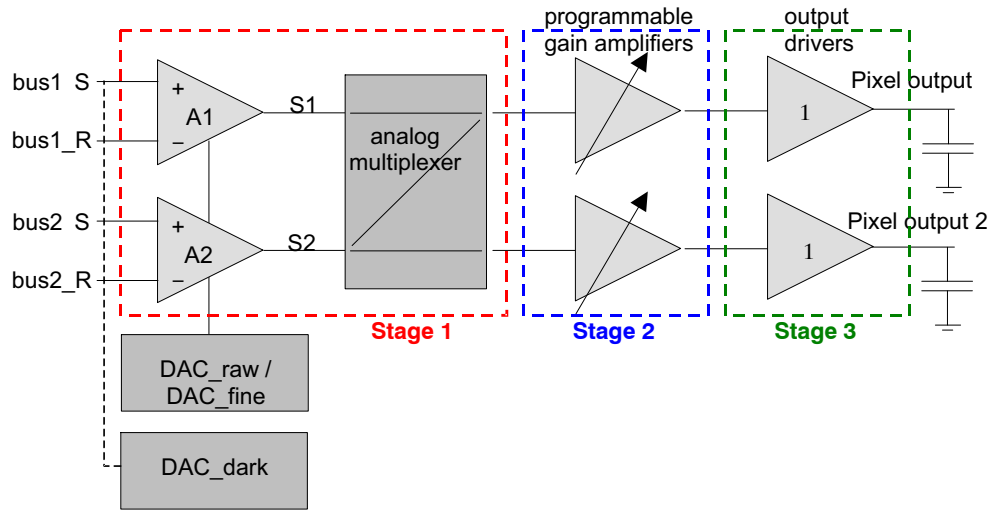 programmable
gain amplifiers
output
drivers
bus1 S
bus1_R
bus2 S
bus2_R
+
A1
−
+
A2
−
S1
S2
analog
multiplexer
1
1
Pixel output
Pixel output 2
Stage 1
Stage 2
Stage 3
DAC_raw /
DAC_fine
DAC_dark